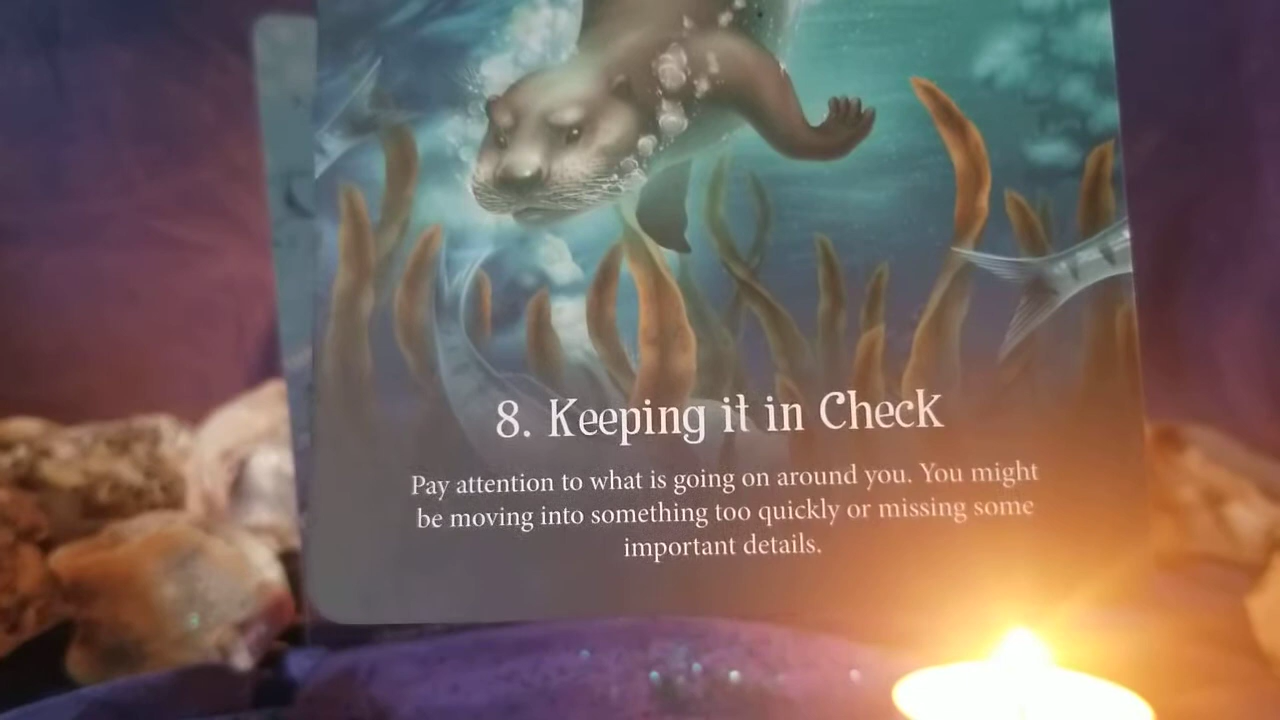 8. Keeping it in Check
Pay attention to what is going on around you. You might
be moving into something too quickly or missing some
important details.